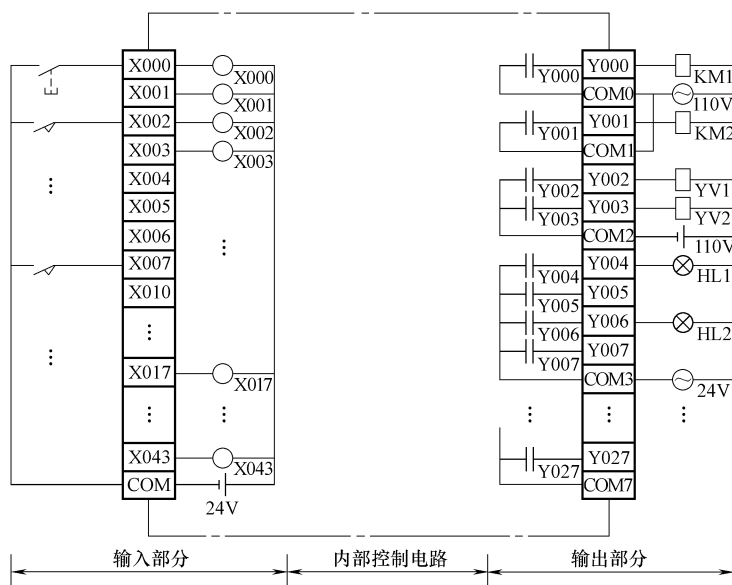 X000
X000
Y000
Y000
KM1
X001
X001
COM0
110V
X002
X002
Y001
Y001
KM2
X003
X003
COM1
X004
Y002
Y002
YV1
X005
Y003
Y003
YV2
X006
COM2
110V
X007
Y004
Y004
HL1
X010
Y005
Y005
Y006
Y006
HL2
Y007
Y007
X017
X017
COM3
24V
X043
X043
Y027
Y027
COM
24V
COM7
输入部分
内部控制电路
输出部分